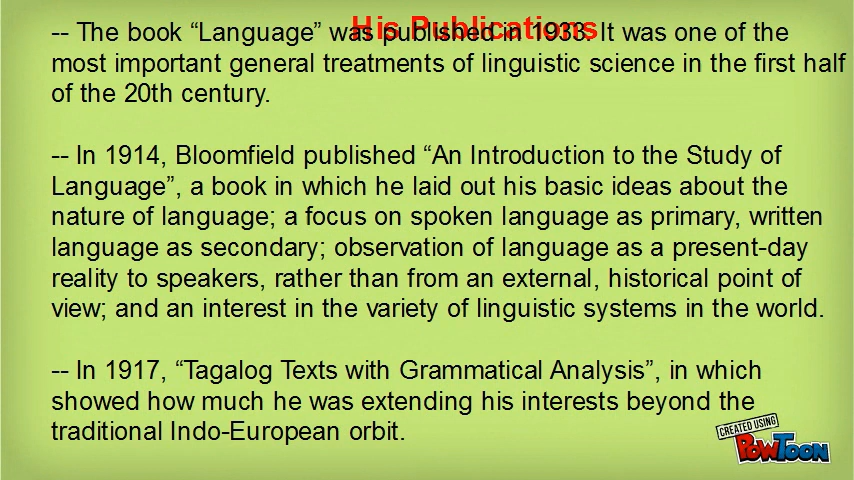 His Publications
-- The book “Language” was published in 1933. It was one of the
most important general treatments of linguistic science in the first half
of the 20th century.
-- In 1914, Bloomfield published “An Introduction to the Study of
Language”, a book in which he laid out his basic ideas about the
nature of language; a focus on spoken language as primary, written
language as secondary; observation of language as a present-day
reality to speakers, rather than from an external, historical point of
view; and an interest in the variety of linguistic systems in the world.
-- In 1917, “Tagalog Texts with Grammatical Analysis”, in which
showed how much he was extending his interests beyond the
traditional Indo-European orbit.
CREATED USING
POWTOON